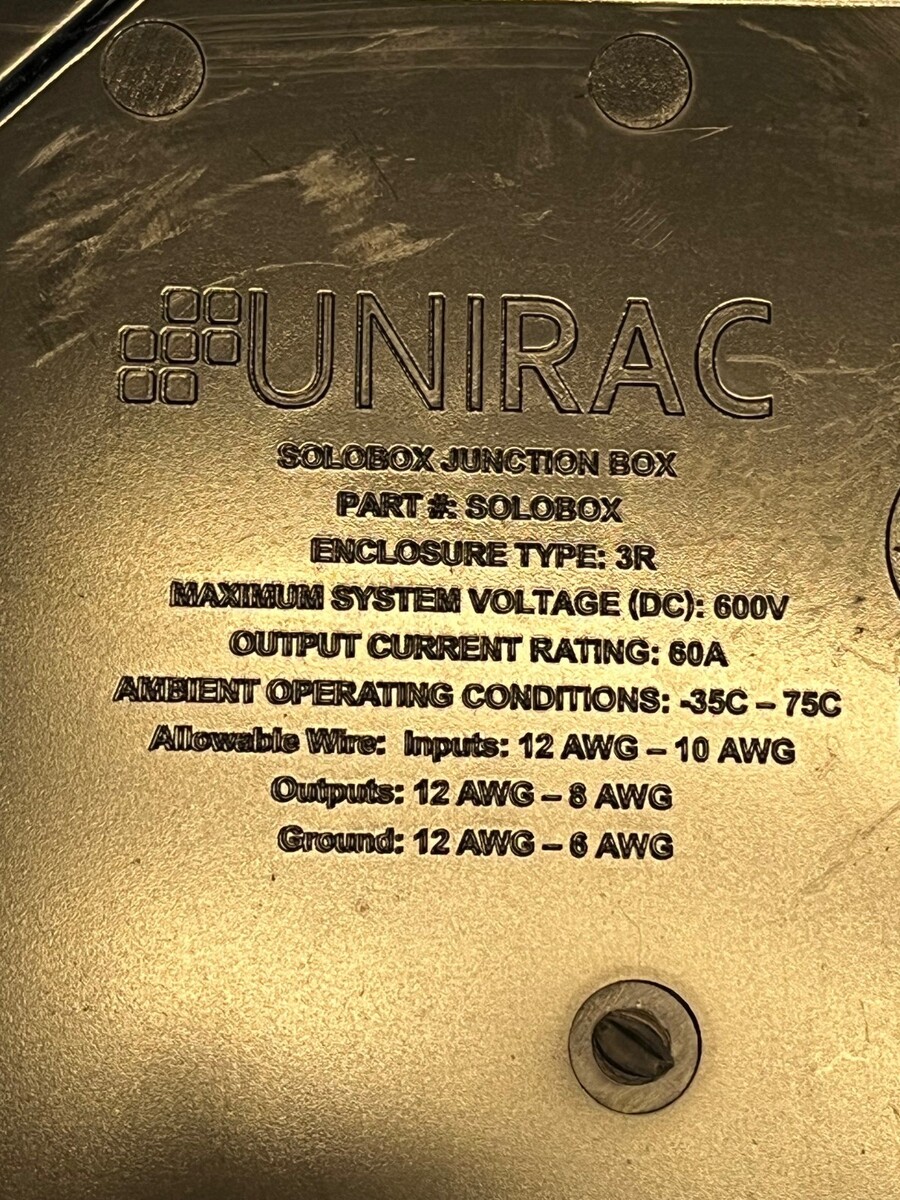 UNIRAC
SOLOBOX JUNCTION BOX
PART #: SOLOBOX
ENCLOSURE TYPE: 3R
MAXIMUM SYSTEM VOLTAGE (DC): 600V
OUTPUT CURRENT RATING: 60A
AMBIENT OPERATING CONDITIONS: -35C – 75C
Allowable Wire: Inputs: 12 AWG – 10 AWG
Outputs: 12 AWG – 8 AWG
Ground: 12 AWG – 6 AWG